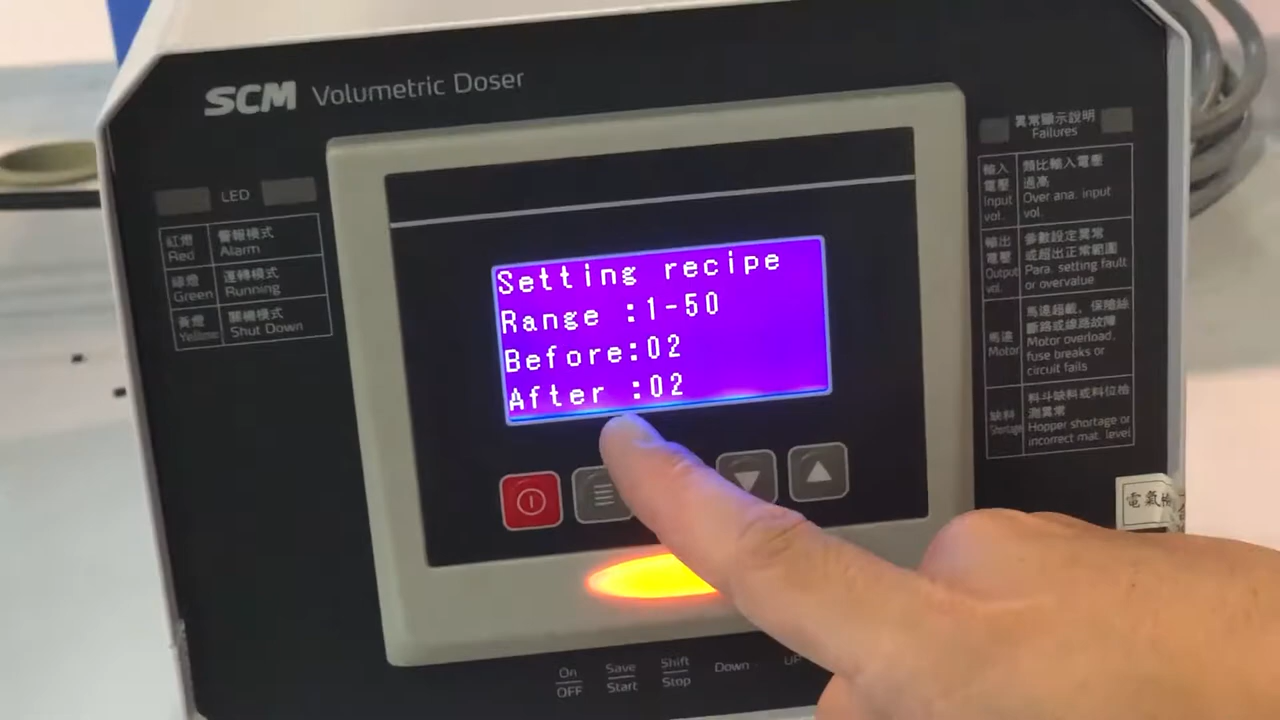 SCM Volumetric Doser
LED
紅燈 Red
警報模式 Alarm
綠燈 Green
運轉模式 Running
黃燈 Yellow
關機模式 Shut Down
Setting recipe
Range :1-50
Before:02
After :02
異常顯示說明
Failures
輸入電壓 Input vol.
類比輸入電壓
過高
Over ana. input
vol.
輸出電壓 Output vol.
參數設定異常
或超出正常範圍
Para. setting fault
or overvalue
馬達 Motor
馬達超載, 保險絲
斷路或線路故障
Motor overload,
fuse breaks or
circuit fails
缺料 Shortage
料斗缺料或料位檢
測異常
Hopper shortage or
incorrect mat. level
電氣檢
On
OFF
Save
Start
Shift
Stop
Down
UP